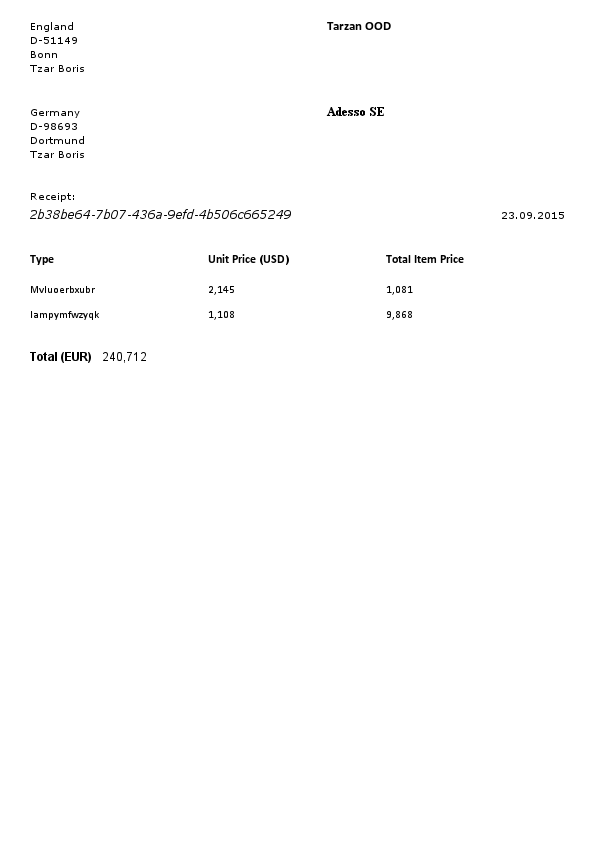 England
Tarzan OOD
D-51149
Bonn
Tzar Boris
Germany
Adesso SE
D-98693
Dortmund
Tzar Boris
Receipt:
2b38be64-7b07-436a-9efd-4b506c665249 23.09.2015
Type Unit Price (USD) Total Item Price
Mvluoerbxubr 2,145 1,081
Iampymfwzyqk 1,108 9,868
Total (EUR) 240,712